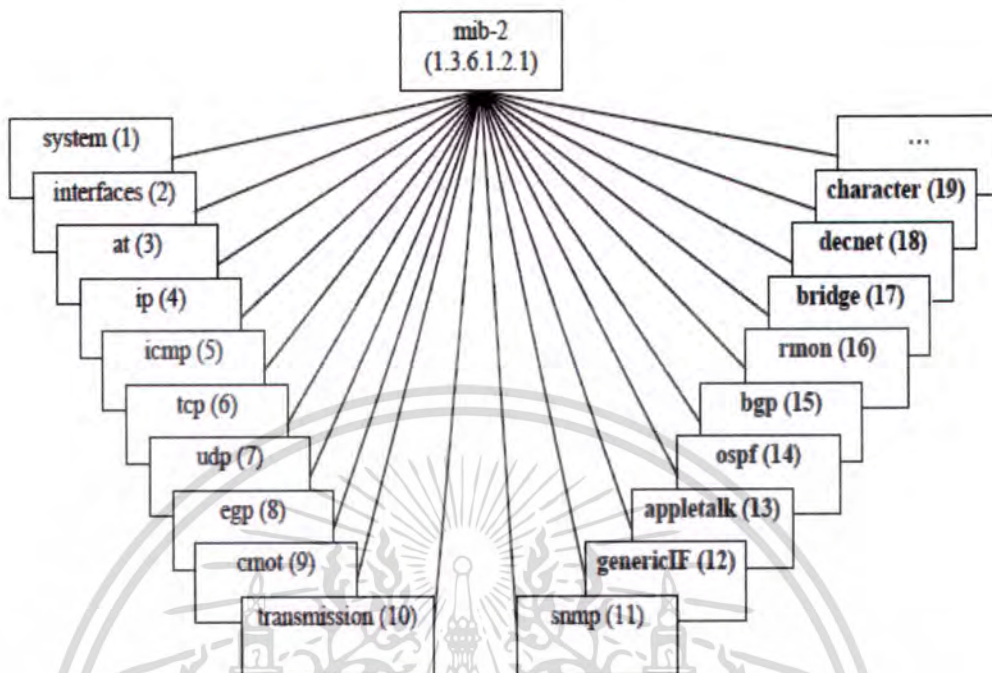 mib-2
(1.3.6.1.2.1)
system (1)
interfaces (2)
at (3)
ip (4)
icmp (5)
tcp (6)
udp (7)
egp (8)
cmot (9)
transmission (10)
...
character (19)
decnet (18)
bridge (17)
rmon (16)
bgp (15)
ospf (14)
appletalk (13)
genericIF (12)
snmp (11)